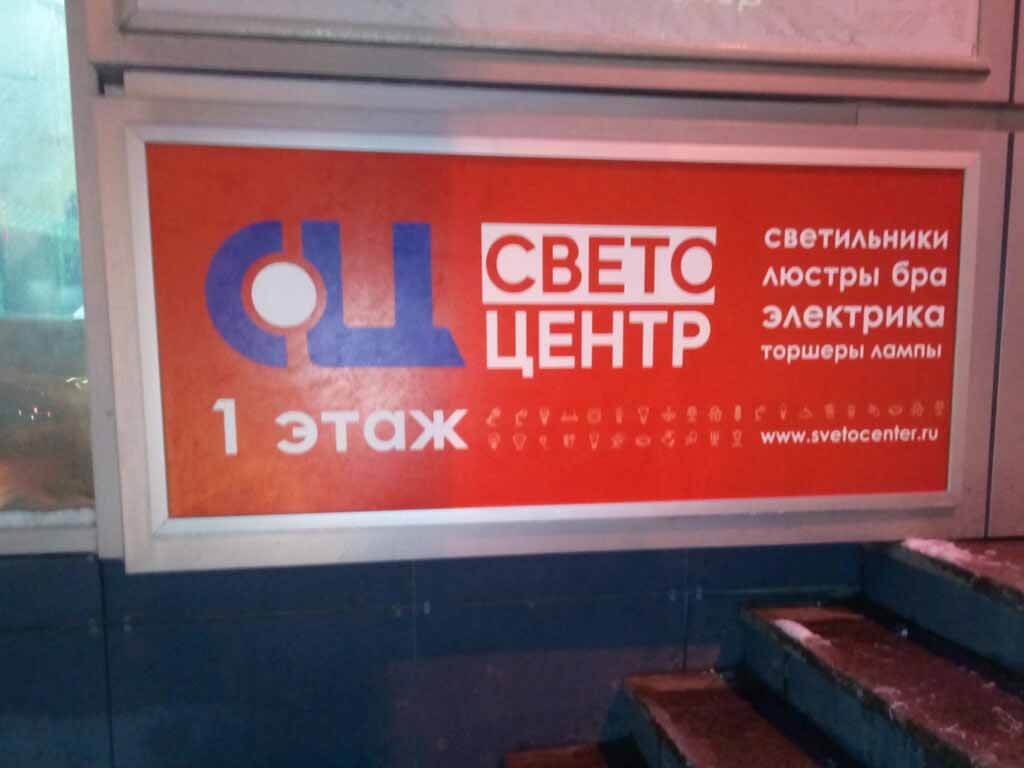 СЦ
СВЕТО
ЦЕНТР
1 этаж
светильники
люстры бра
электрика
торшеры лампы
www.svetocenter.ru